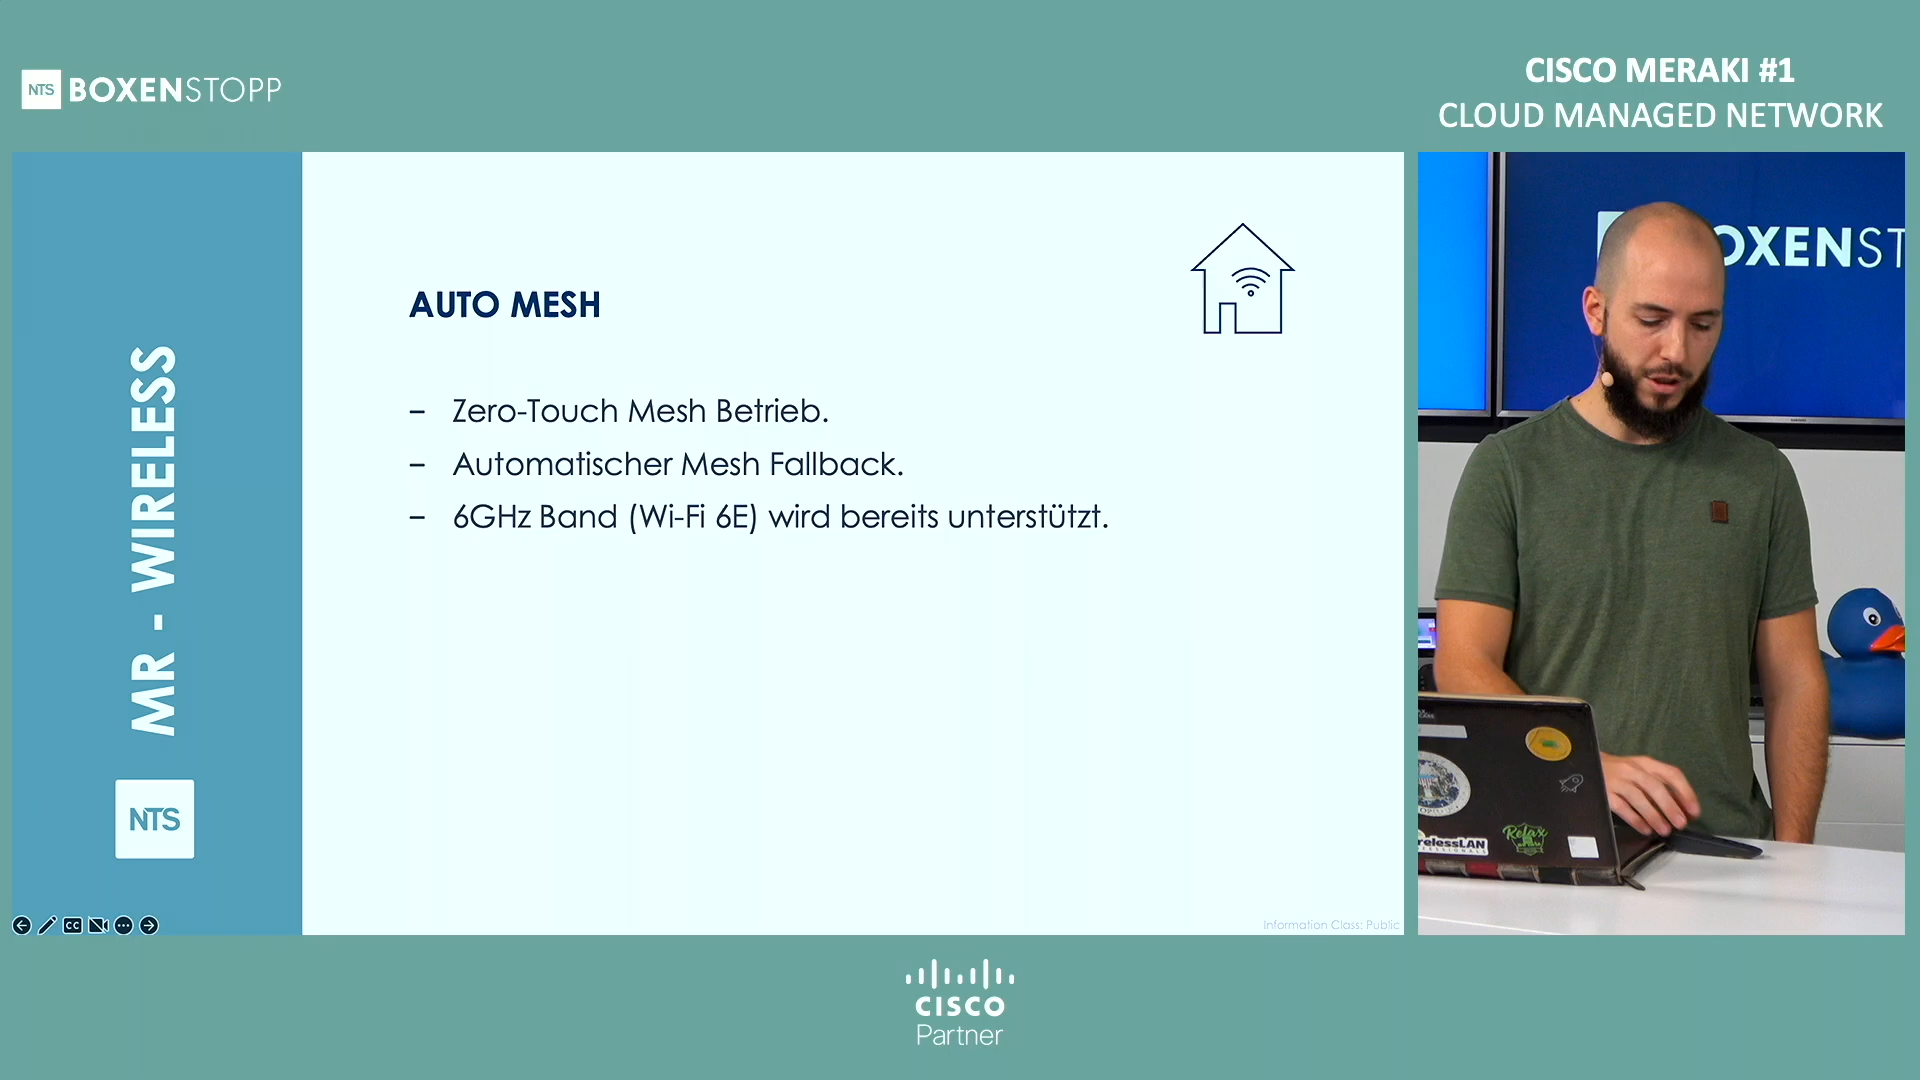 NTS BOXENSTOPP
CISCO MERAKI #1
CLOUD MANAGED NETWORK
MR - WIRELESS
NTS
AUTO MESH
– Zero-Touch Mesh Betrieb.
– Automatischer Mesh Fallback.
– 6GHz Band (Wi-Fi 6E) wird bereits unterstützt.
CC
Information Class: Public
OXENST
relessLAN
Relax
CISCO
Partner